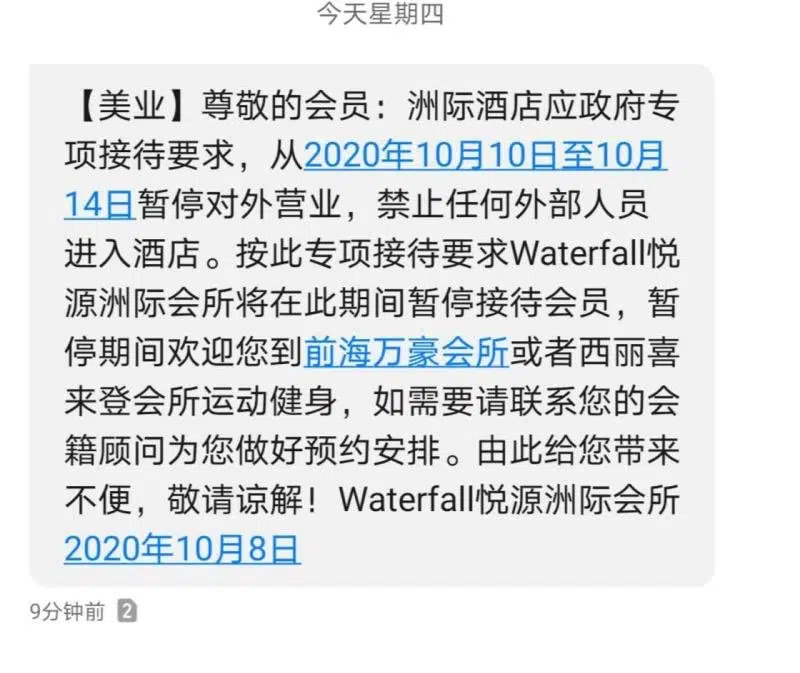 今天星期四
【美业】尊敬的会员：洲际酒店应政府专
项接待要求，从2020年10月10日至10月
14日暂停对外营业，禁止任何外部人员
进入酒店。按此专项接待要求Waterfall悦
源洲际会所将在此期间暂停接待会员，暂
停期间欢迎您到前海万豪会所或者西丽喜
来登会所运动健身，如需要请联系您的会
籍顾问为您做好预约安排。由此给您带来
不便，敬请谅解！Waterfall悦源洲际会所
2020年10月8日
9分钟前 2